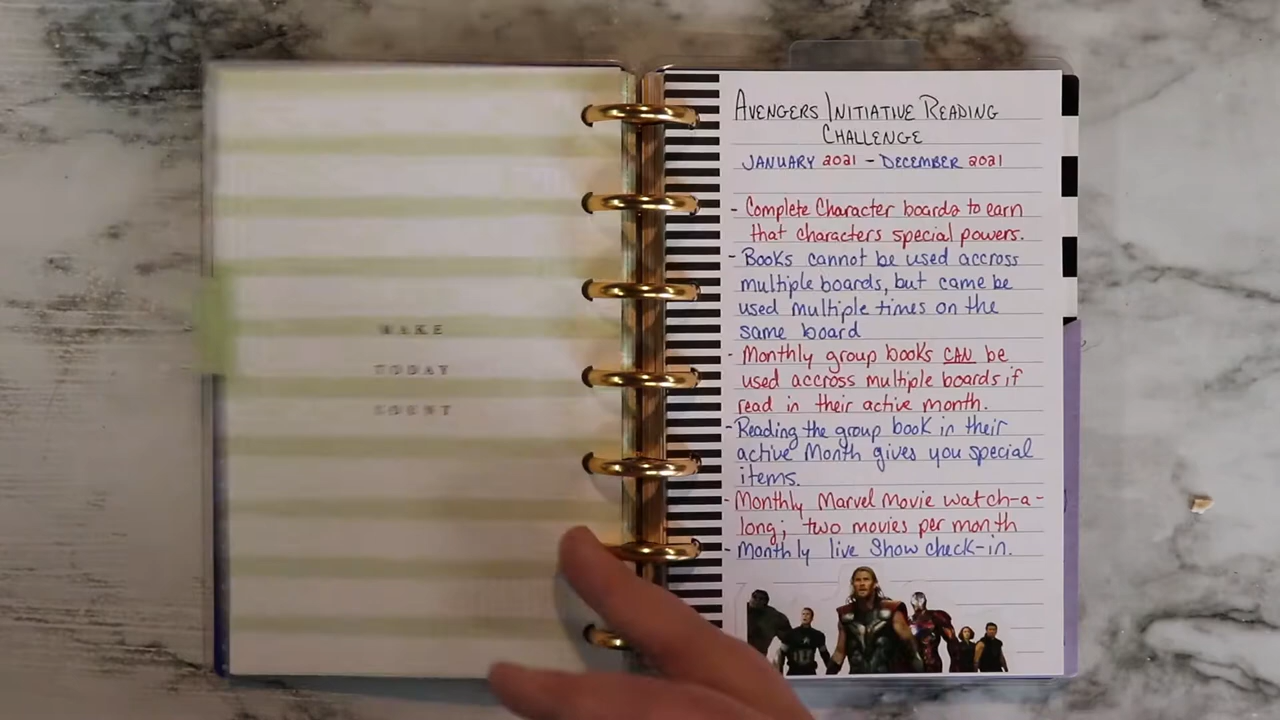 MAKE
TODAY
COUNT
AVENGERS INITIATIVE READING
CHALLENGE
JANUARY 2021 - DECEMBER 2021
- Complete Character boards to earn
that characters special powers.
- Books cannot be used accross
multiple boards, but came be
used multiple times on the
same board
- Monthly group books CAN be
used accross multiple boards if
read in their active month.
- Reading the group book in their
active Month gives you special
items.
- Monthly Marvel Movie watch-a-
long; two movies per month
- Monthly live Show check-in.